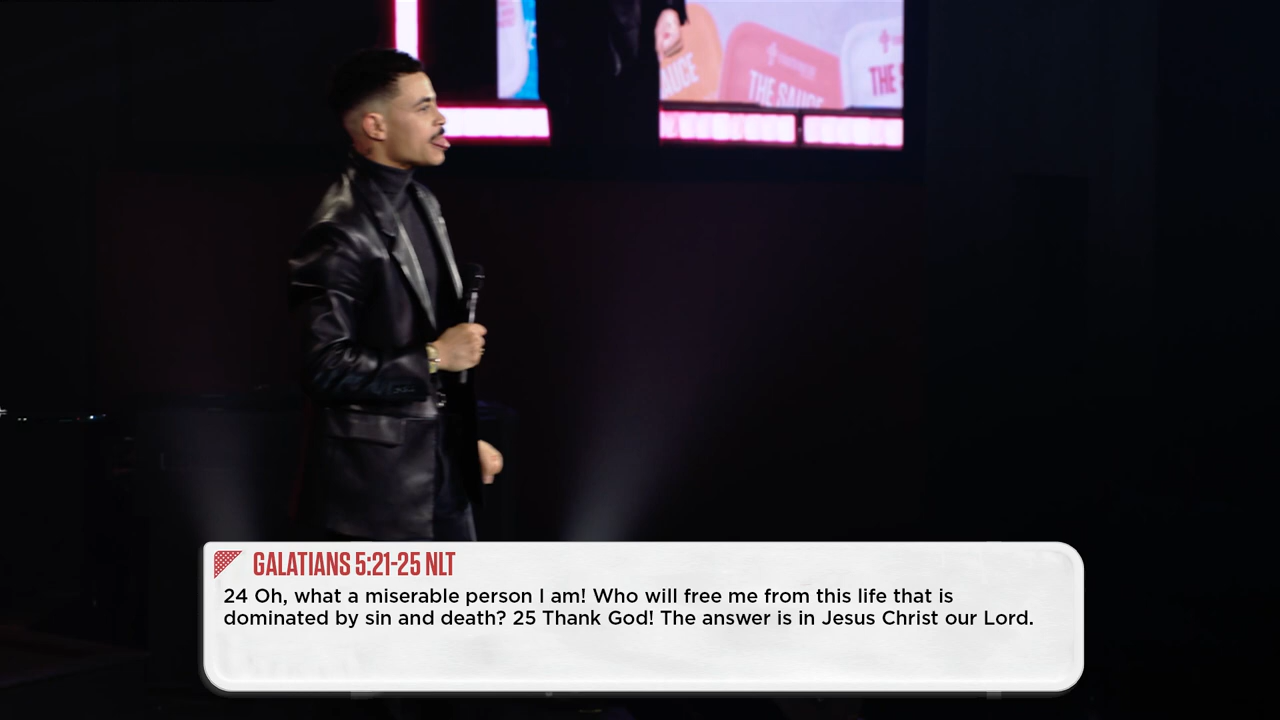 THE SAUCE
GALATIANS 5:21-25 NLT
24 Oh, what a miserable person I am! Who will free me from this life that is
dominated by sin and death? 25 Thank God! The answer is in Jesus Christ our Lord.